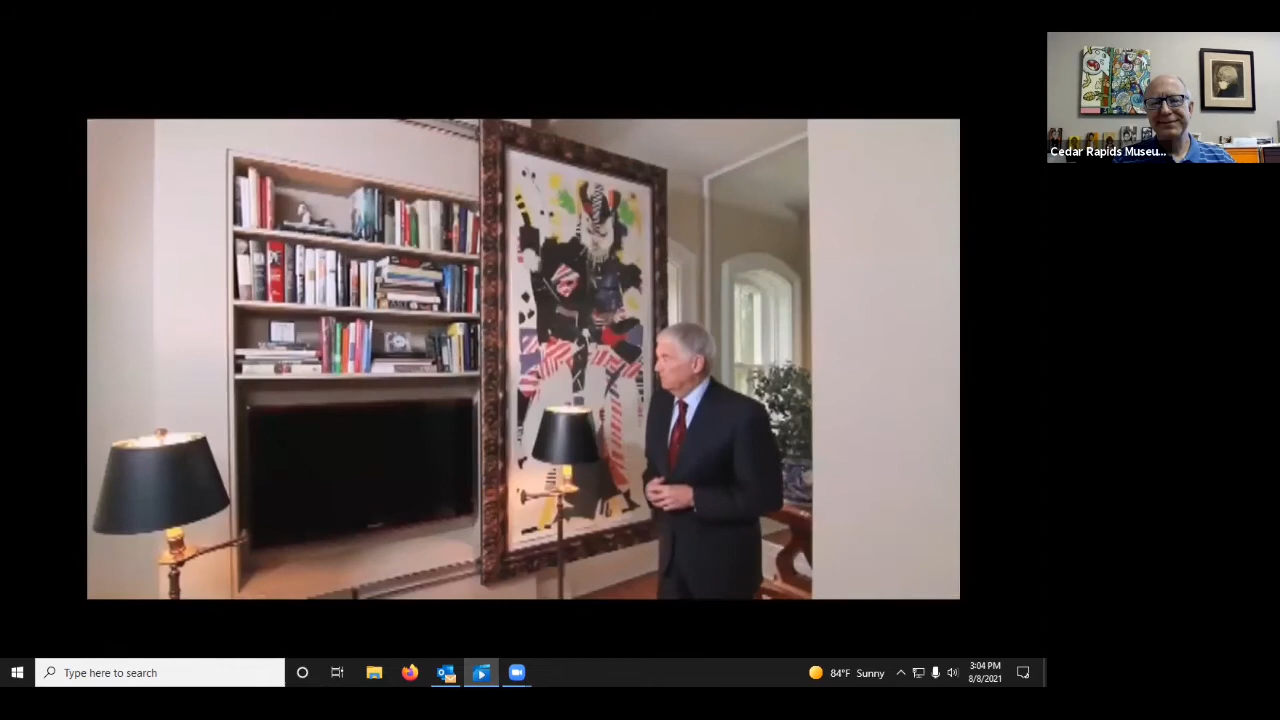 Cedar Rapids Museu...
Type here to search
84°F Sunny
3:04 PM
8/8/2021